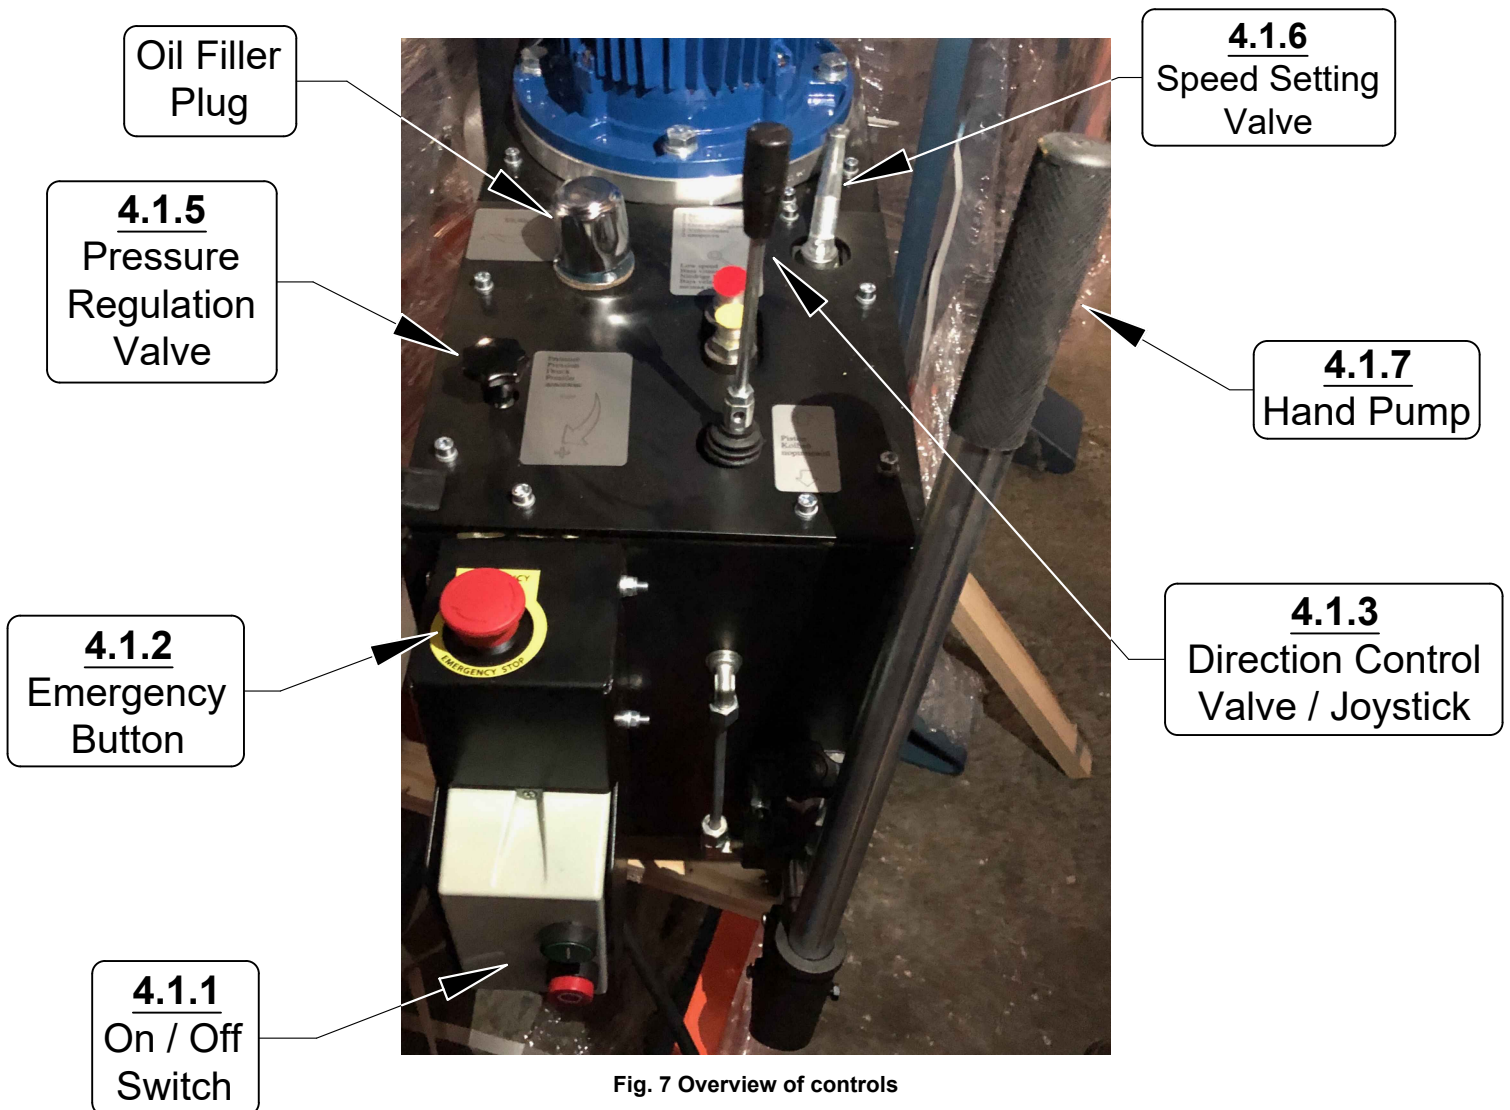 Oil Filler
Plug
4.1.6
Speed Setting
Valve
4.1.5
Pressure
Regulation
Valve
4.1.7
Hand Pump
4.1.2
Emergency
Button
4.1.3
Direction Control
Valve / Joystick
4.1.1
On / Off
Switch
Low speed
EMERGENCY STOP
Fig. 7 Overview of controls